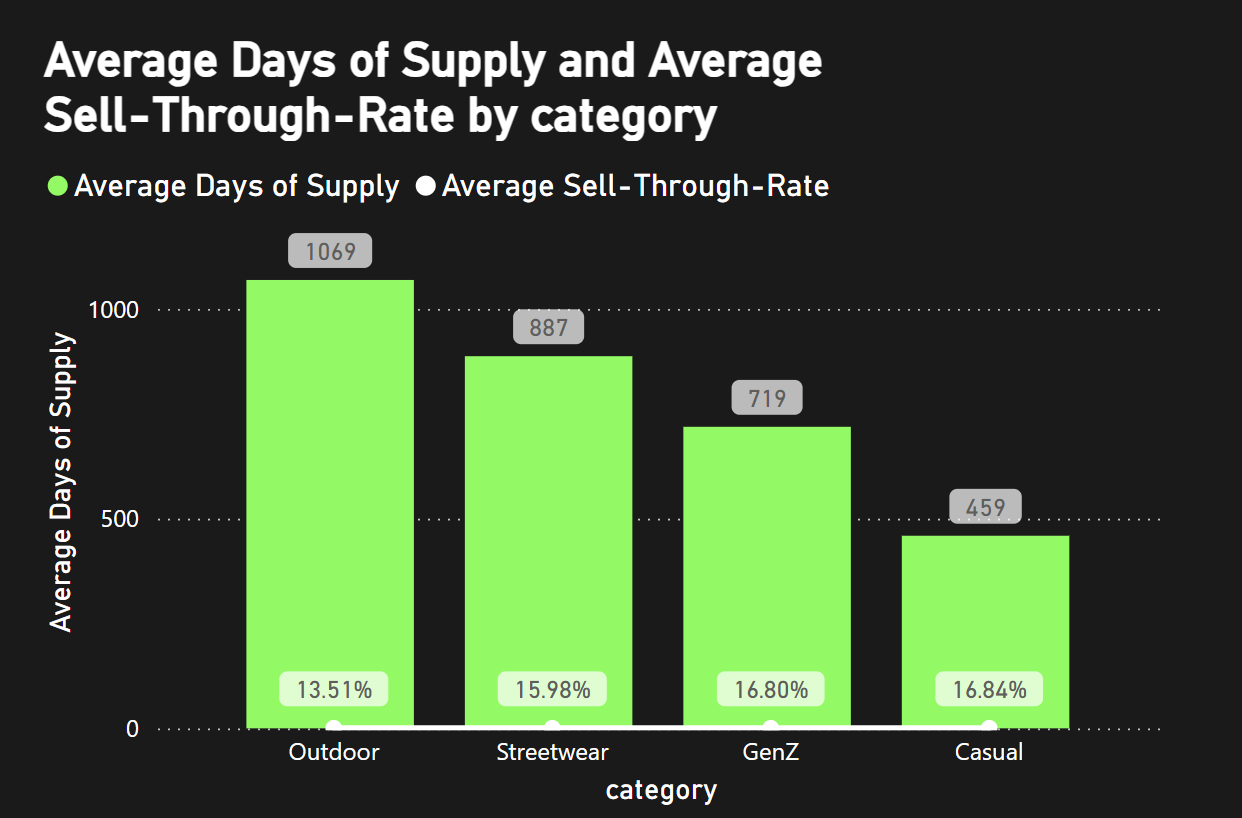 Average Days of Supply and Average
Sell-Through-Rate by category
Average Days of Supply Average Sell-Through-Rate
Average Days of Supply
1000
500
0
1069
887
719
459
13.51% 15.98% 16.80% 16.84%
Outdoor Streetwear GenZ Casual
category